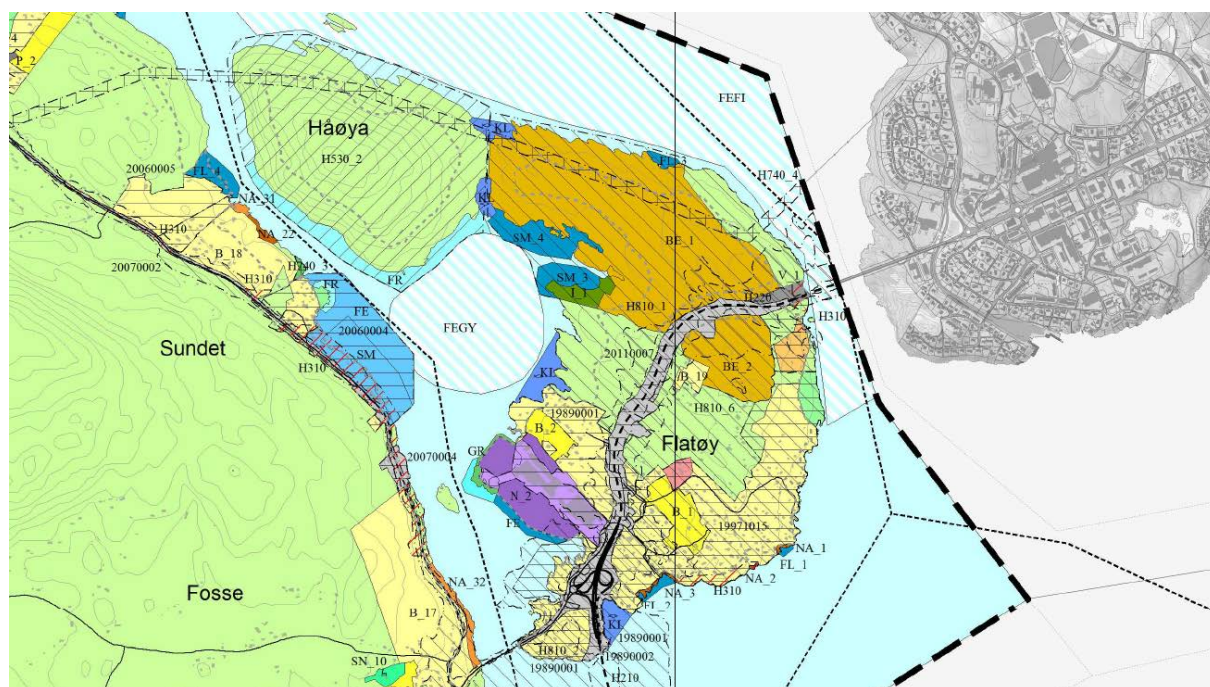 4
P_2
FEFI
KL
Håøya
H530_2
20060005
FL_4
FL_3
H740_4
KL
NA_31
NA_22
H310
B_18
20070002
H310
H740_3
SM_4
BE_1
FR
FR
SM_3
V_1
H220
H810_1
H310
FE
20060004
FEGY
Sundet
SM
H310
20110007
BE_2
KL
B_19
19890001
H810_6
B_2
Flatøy
20070004
GR
N_2
B_1
19971015
NA_1
FL_1
NA_2
H310
NA_3
FL_2
NA_32
Fosse
B_17
KL
19890001
H810_2
19890002
19890001
SN_10
H210